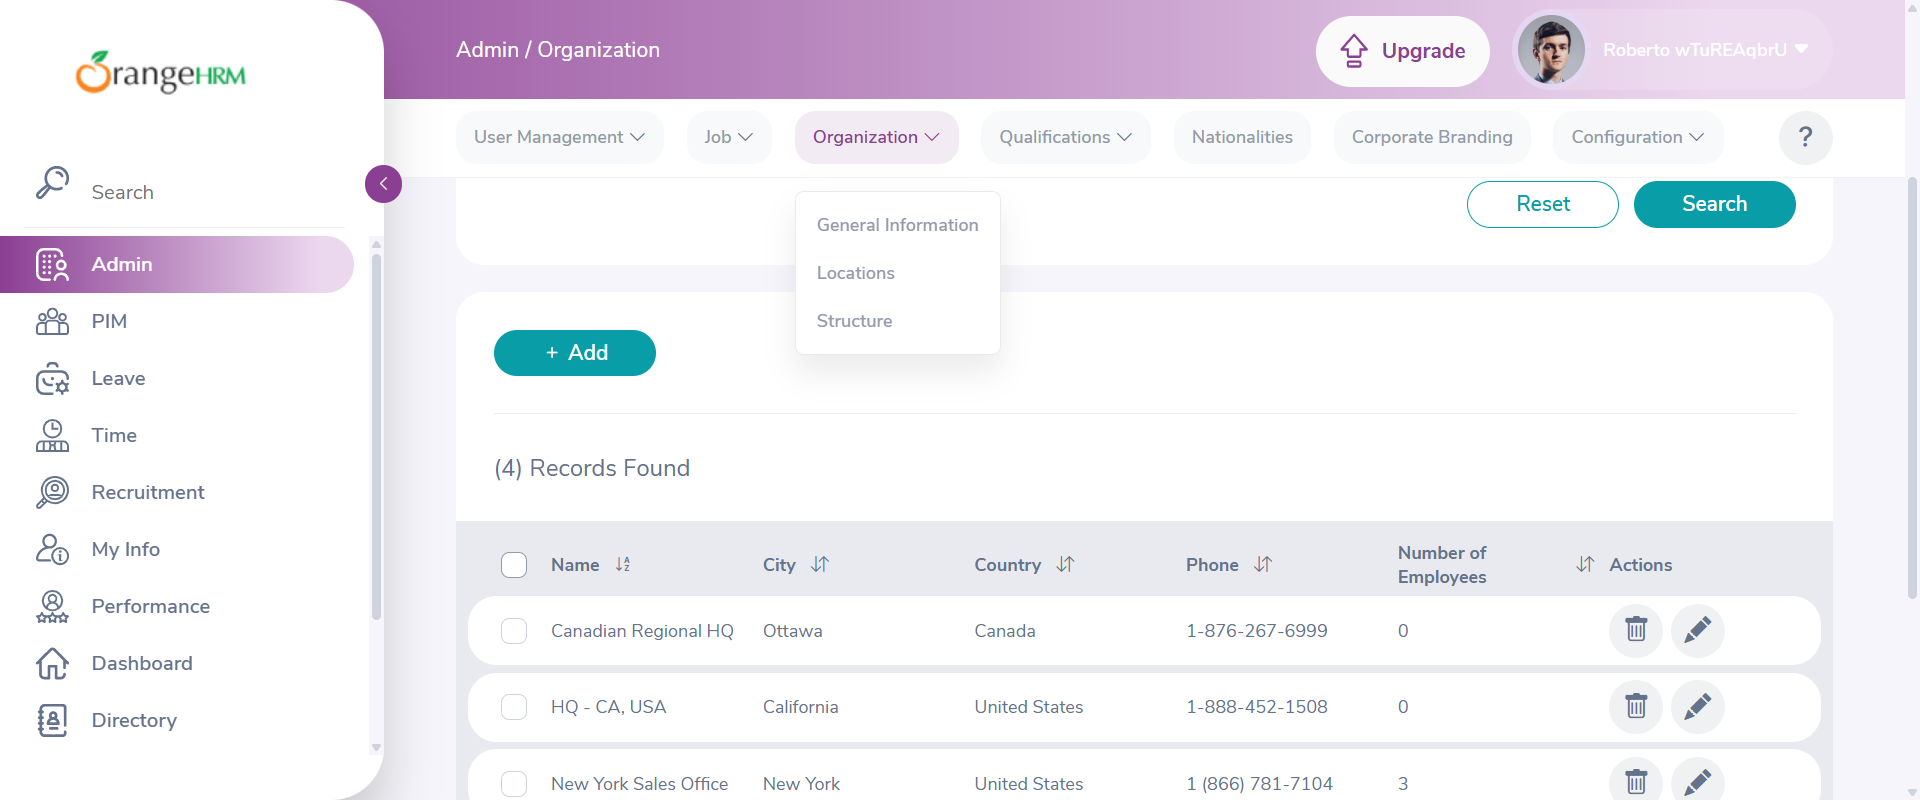 OrangeHRM
Admin / Organization
Upgrade
Roberto wTuREAqbrU
User Management
Job
Organization
Qualifications
Nationalities
Corporate Branding
Configuration
?
Search
Admin
PIM
Leave
Time
Recruitment
My Info
Performance
Dashboard
Directory
General Information
Locations
Structure
Reset
Search
+ Add
(4) Records Found
Name City Country Phone Number of Employees Actions
Canadian Regional HQ Ottawa Canada 1-876-267-6999 0
HQ - CA, USA California United States 1-888-452-1508 0
New York Sales Office New York United States 1 (866) 781-7104 3